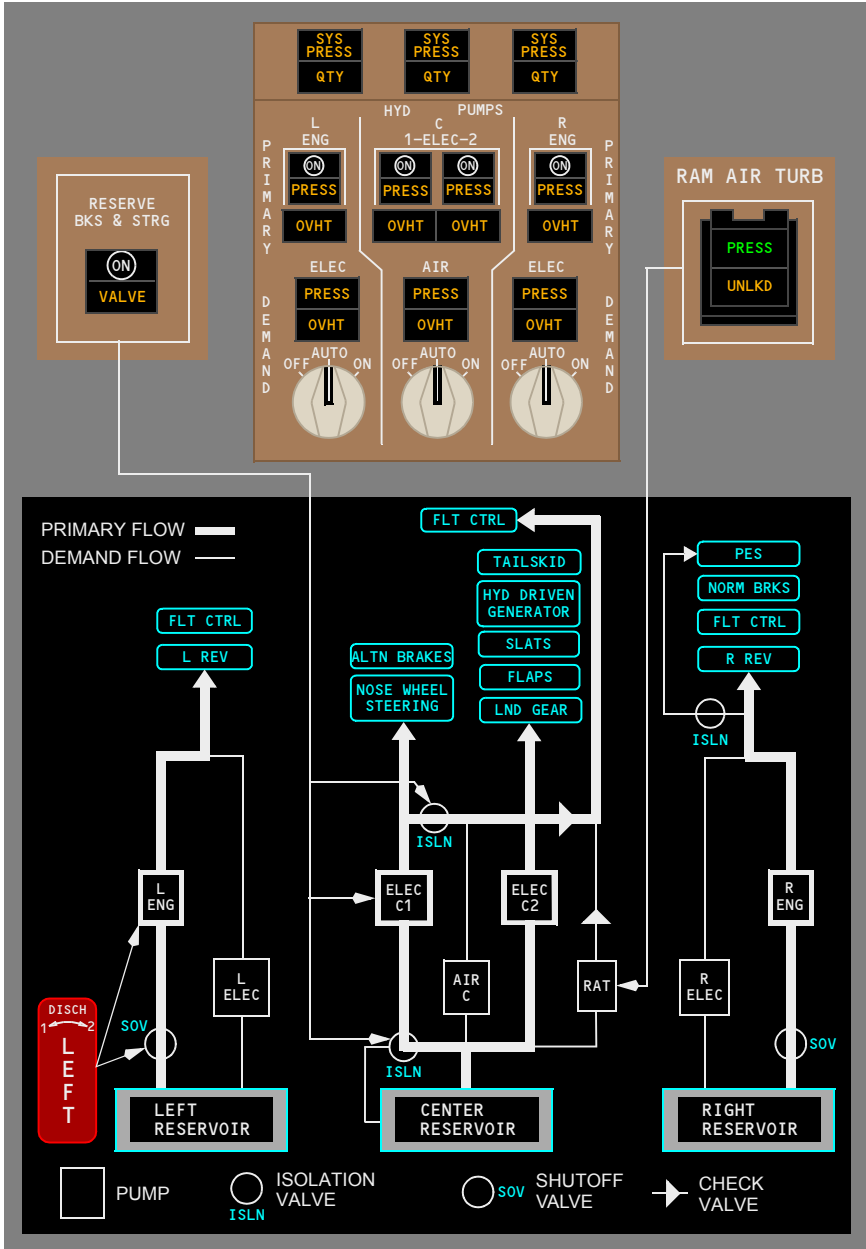 SYS
PRESS
QTY
SYS
PRESS
QTY
SYS
PRESS
QTY
HYD PUMPS
L
ENG
C
1-ELEC-2
R
ENG
PRIMARY
PRIMARY
ON
PRESS
OVHT
ON
PRESS
OVHT
ON
PRESS
OVHT
ON
PRESS
OVHT
DEMAND
DEMAND
ELEC
PRESS
OVHT
AIR
PRESS
OVHT
ELEC
PRESS
OVHT
OFF AUTO ON
OFF AUTO ON
OFF AUTO ON
RESERVE
BKS & STRG
ON
VALVE
RAM AIR TURB
PRESS
UNLKD
PRIMARY FLOW
DEMAND FLOW
FLT CTRL
L REV
ALTN BRAKES
NOSE WHEEL
STEERING
FLT CTRL
TAILSKID
HYD DRIVEN
GENERATOR
SLATS
FLAPS
LND GEAR
PES
NORM BRKS
FLT CTRL
R REV
ISLN
ISLN
L
ENG
ELEC
C1
ELEC
C2
R
ENG
L
ELEC
AIR
C
RAT
R
ELEC
DISCH
1 2
LEFT
SOV
ISLN
SOV
LEFT
RESERVOIR
CENTER
RESERVOIR
RIGHT
RESERVOIR
PUMP
ISLN
ISOLATION
VALVE
SOV
SHUTOFF
VALVE
CHECK
VALVE